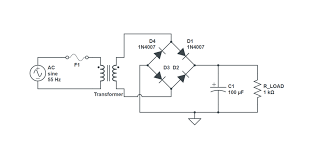 D4
1N4007
D1
1N4007
F1
AC
sine
55 Hz
Transformer
D3
D2
C1
100 µF
R_LOAD
1 kΩ